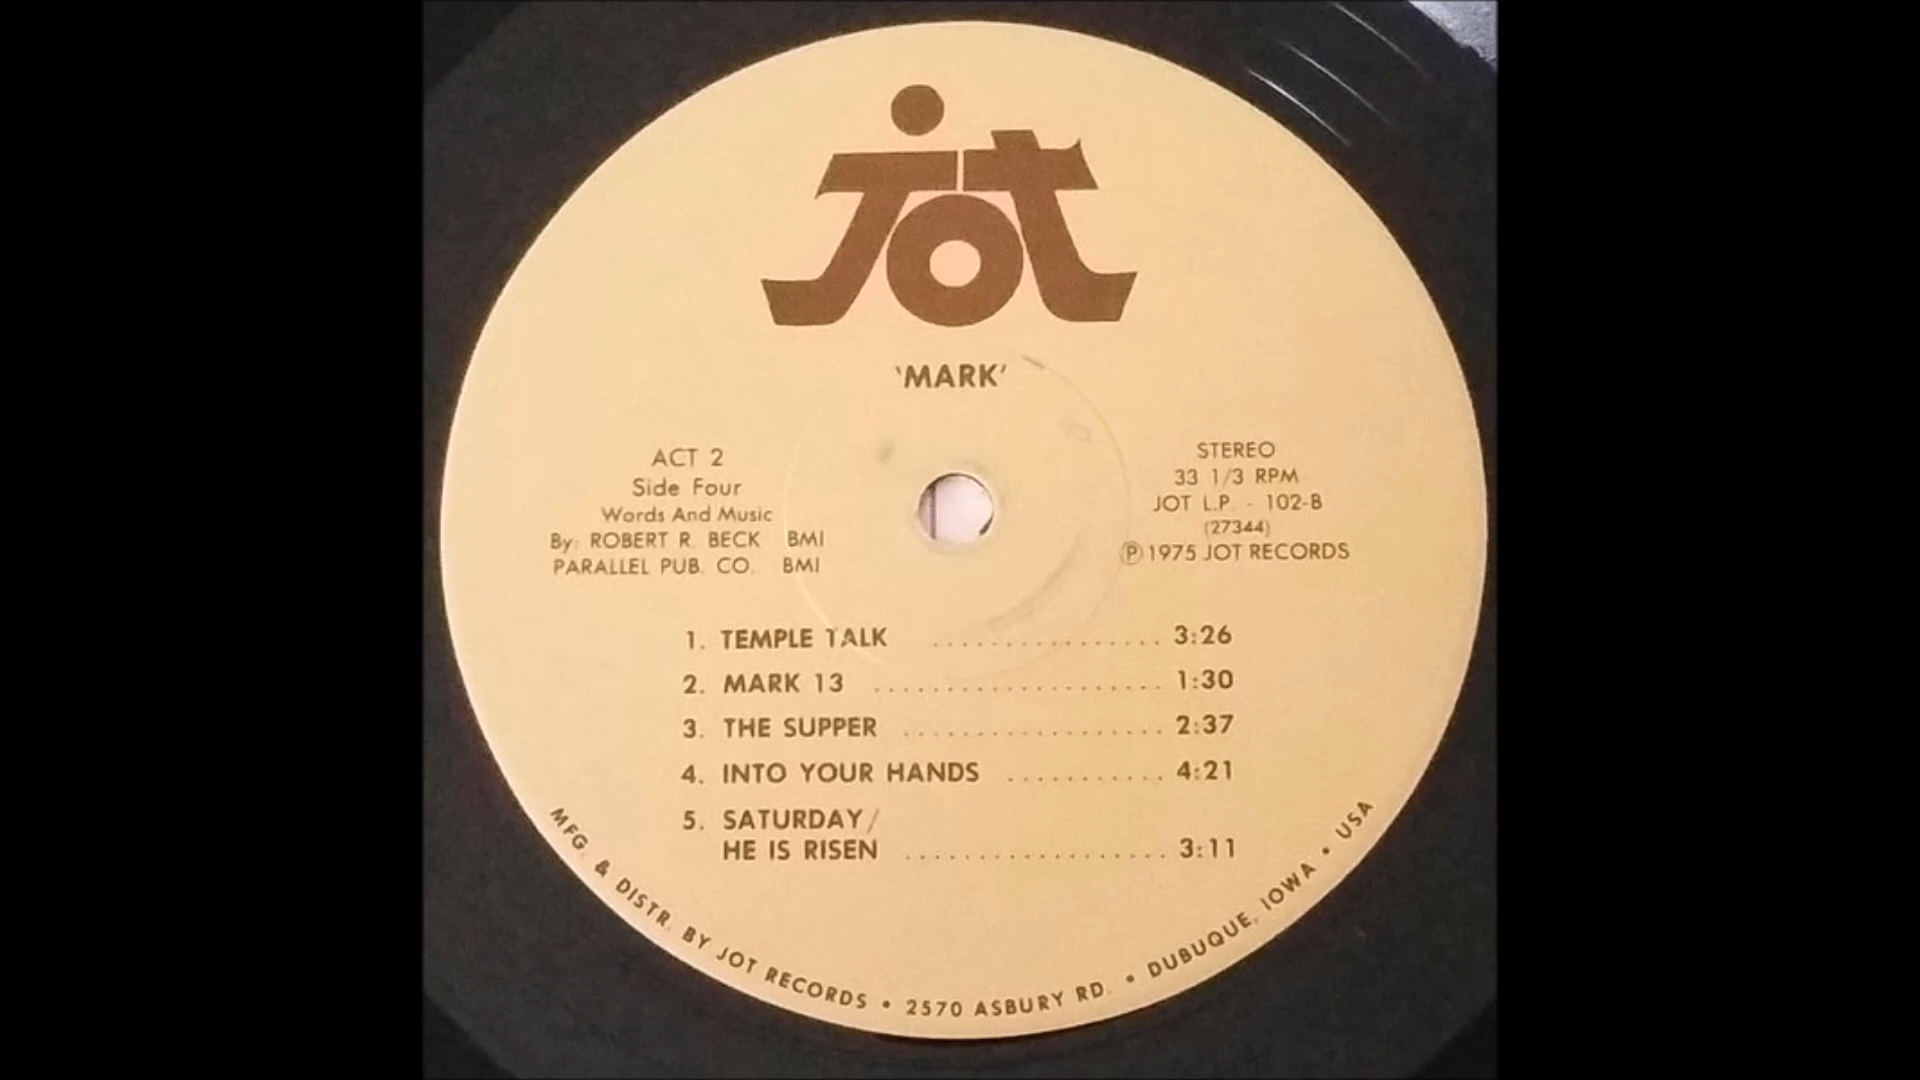 jot
'MARK'
ACT 2
Side Four
Words And Music
By: ROBERT R. BECK BMI
PARALLEL PUB. CO. BMI
STEREO
33 1/3 RPM
JOT L.P. - 102-B
(27344)
Ⓟ1975 JOT RECORDS
1. TEMPLE TALK .................. 3:26
2. MARK 13 ...................... 1:30
3. THE SUPPER .................... 2:37
4. INTO YOUR HANDS ............ 4:21
5. SATURDAY/
HE IS RISEN .................... 3:11
MFG. & DISTR. BY JOT RECORDS • 2570 ASBURY RD. • DUBUQUE, IOWA • USA